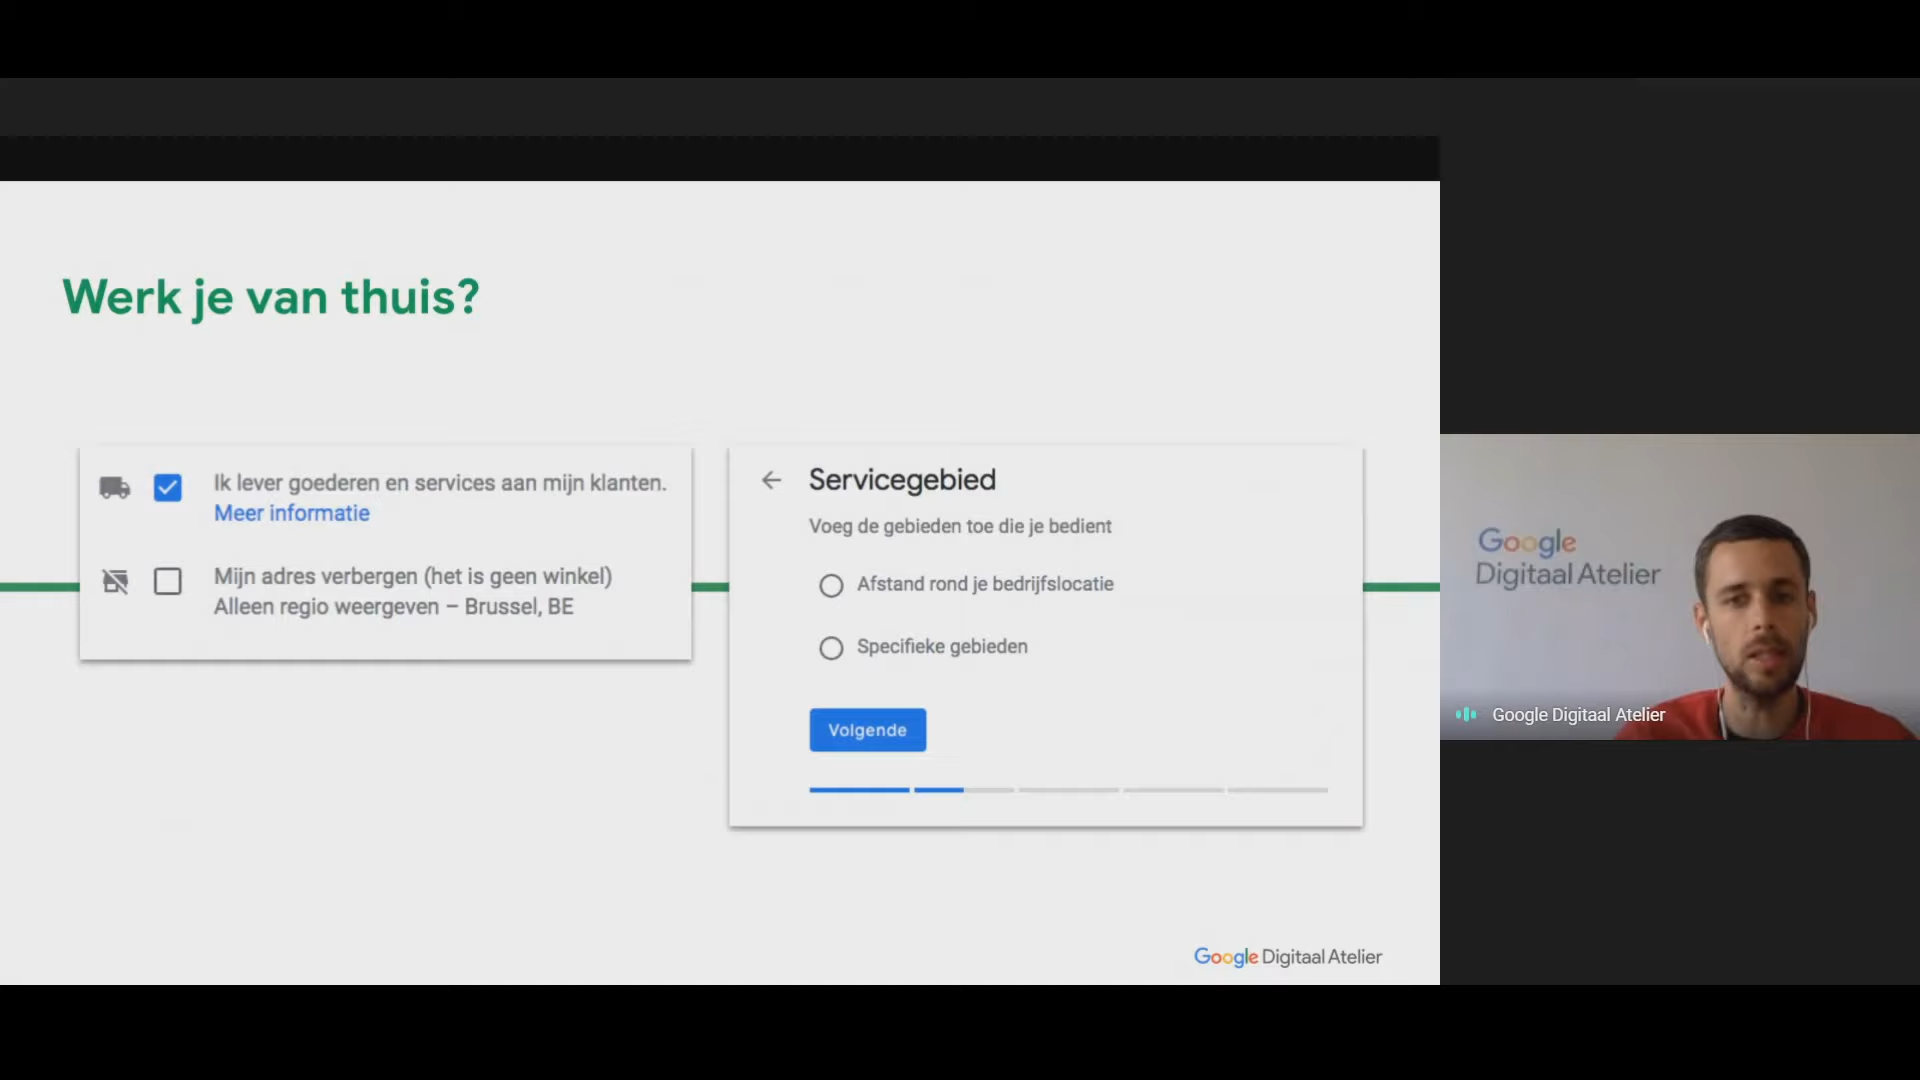 Werk je van thuis?
Ik lever goederen en services aan mijn klanten.
Meer informatie
Mijn adres verbergen (het is geen winkel)
Alleen regio weergeven – Brussel, BE
Servicegebied
Voeg de gebieden toe die je bedient
Afstand rond je bedrijfslocatie
Specifieke gebieden
Volgende
Google Digitaal Atelier
Google
Digitaal Atelier
Google Digitaal Atelier